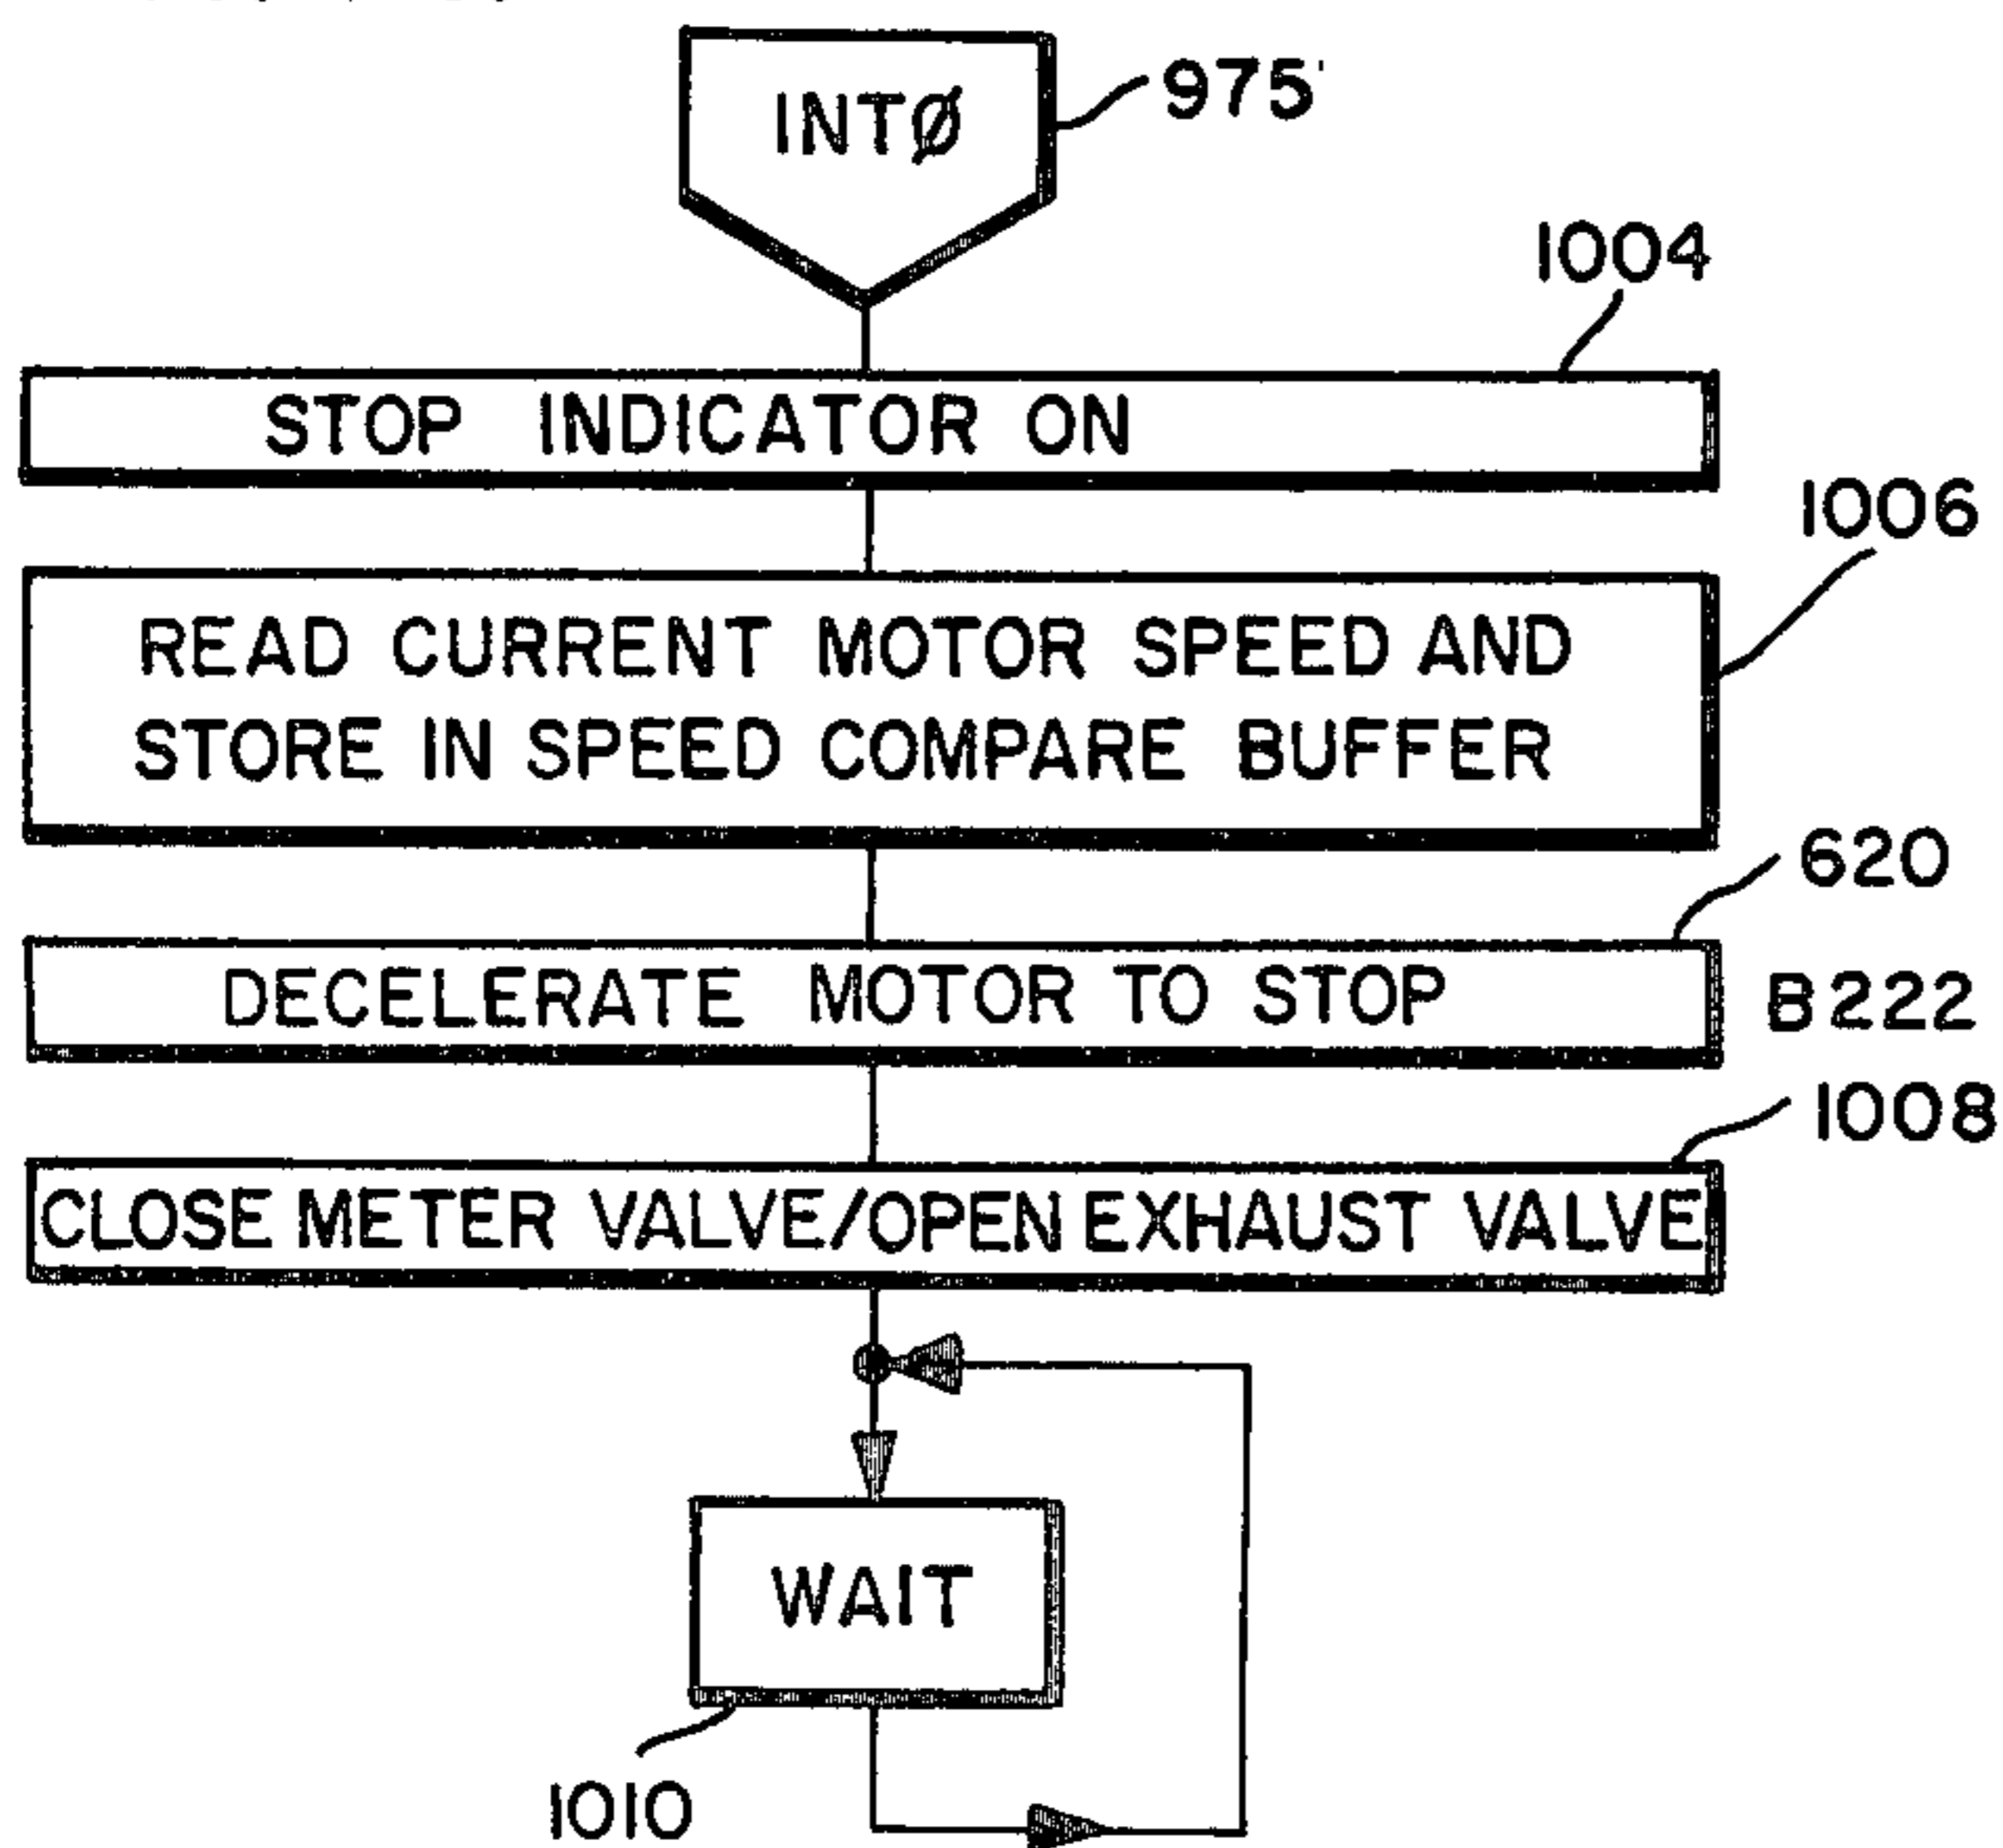 INTØ
975'
1004
STOP INDICATOR ON
1006
READ CURRENT MOTOR SPEED AND
STORE IN SPEED COMPARE BUFFER
620
DECELERATE MOTOR TO STOP
B222
1008
CLOSE METER VALVE/OPEN EXHAUST VALVE
WAIT
1010